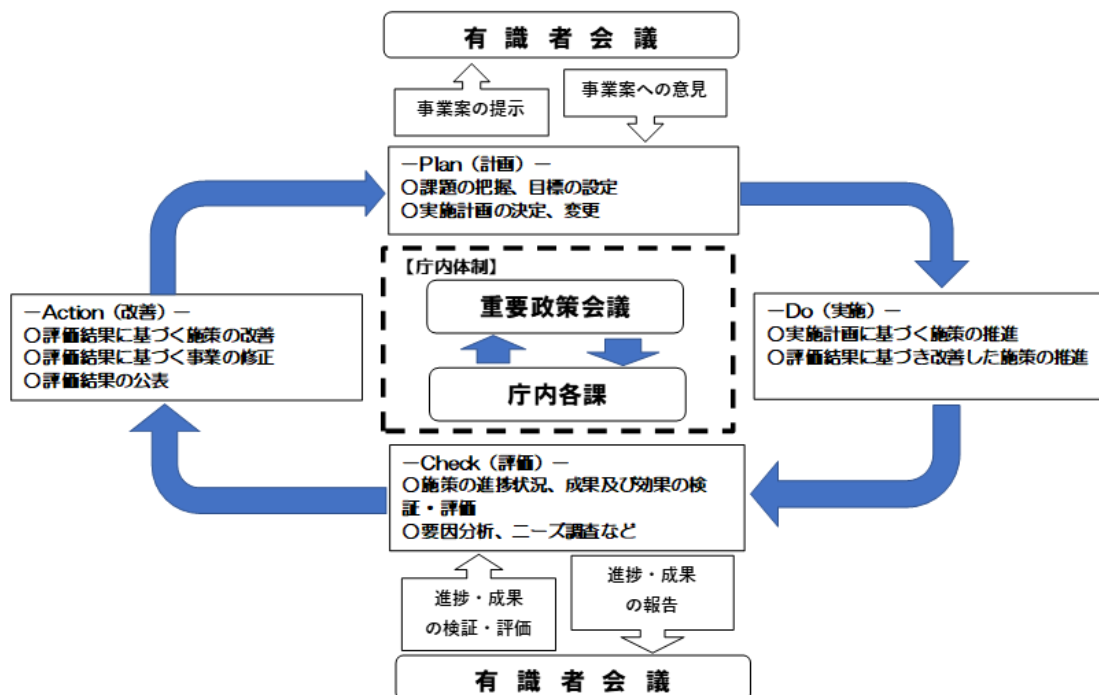 有識者会議
事業案の提示
事業案への意見
－Plan（計画）－
○課題の把握、目標の設定
○実施計画の決定、変更
【庁内体制】
重要政策会議
庁内各課
－Action（改善）－
○評価結果に基づく施策の改善
○評価結果に基づく事業の修正
○評価結果の公表
－Do（実施）－
○実施計画に基づく施策の推進
○評価結果に基づき改善した施策の推進
－Check（評価）－
○施策の進捗状況、成果及び効果の検
証・評価
○要因分析、ニーズ調査など
進捗・成果
の検証・評価
進捗・成果
の報告
有識者会議